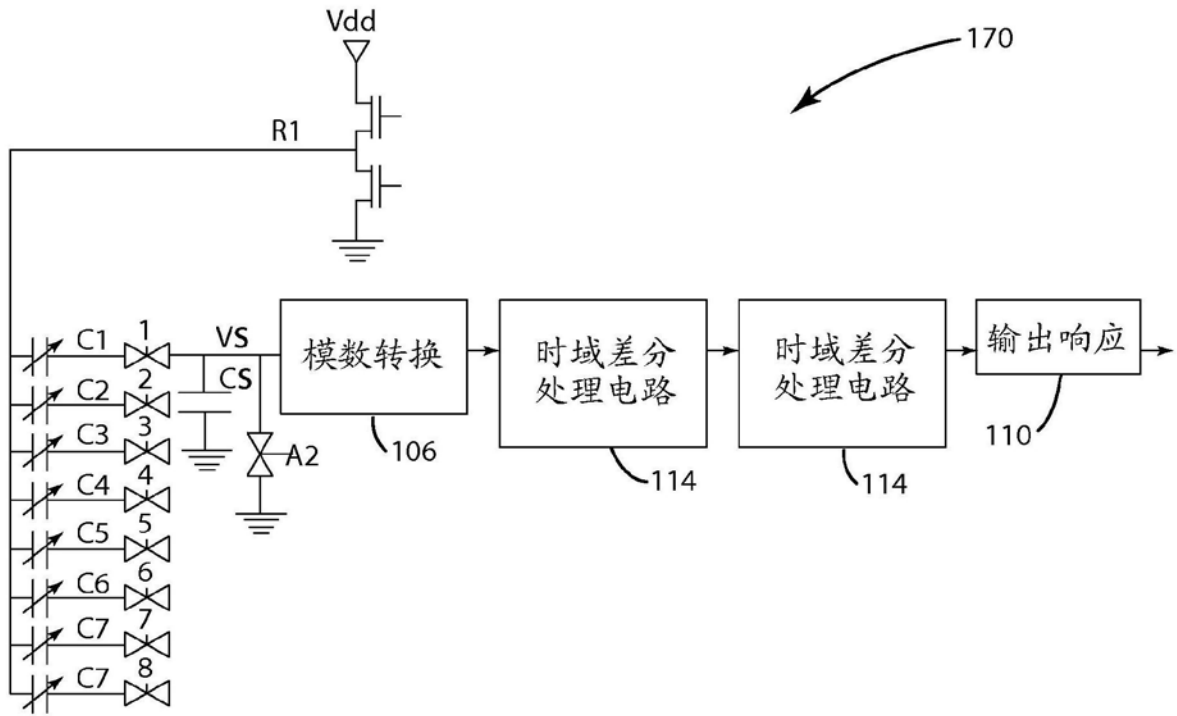 Vdd
170
R1
C1 1 VS
模数转换
时域差分
处理电路
时域差分
处理电路
输出响应
C2 2 CS
C3 3
A2
106
114
114
110
C4 4
C5 5
C6 6
C7 7
C7 8